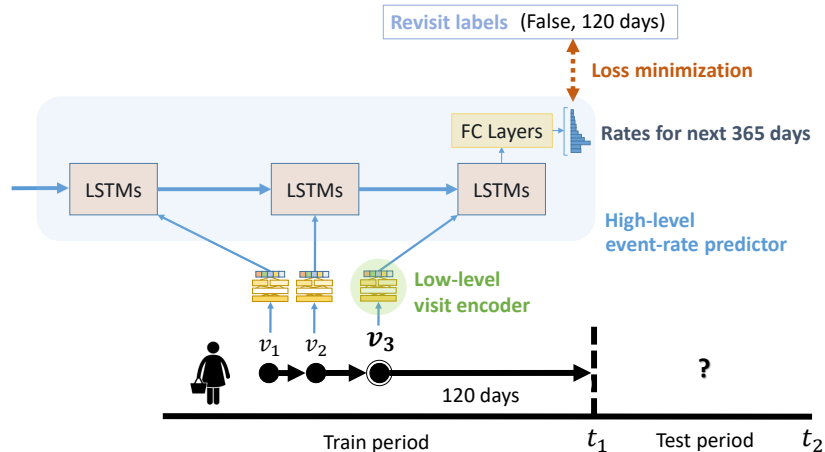 Revisit labels (False, 120 days)
Loss minimization
FC Layers
Rates for next 365 days
LSTMs
LSTMs
LSTMs
High-level
event-rate predictor
Low-level
visit encoder
v1
v2
v3
?
120 days
Train period
t1
Test period
t2